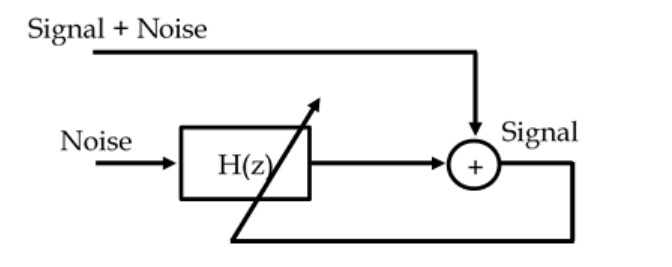 Signal + Noise
Noise
H(z)
+
Signal